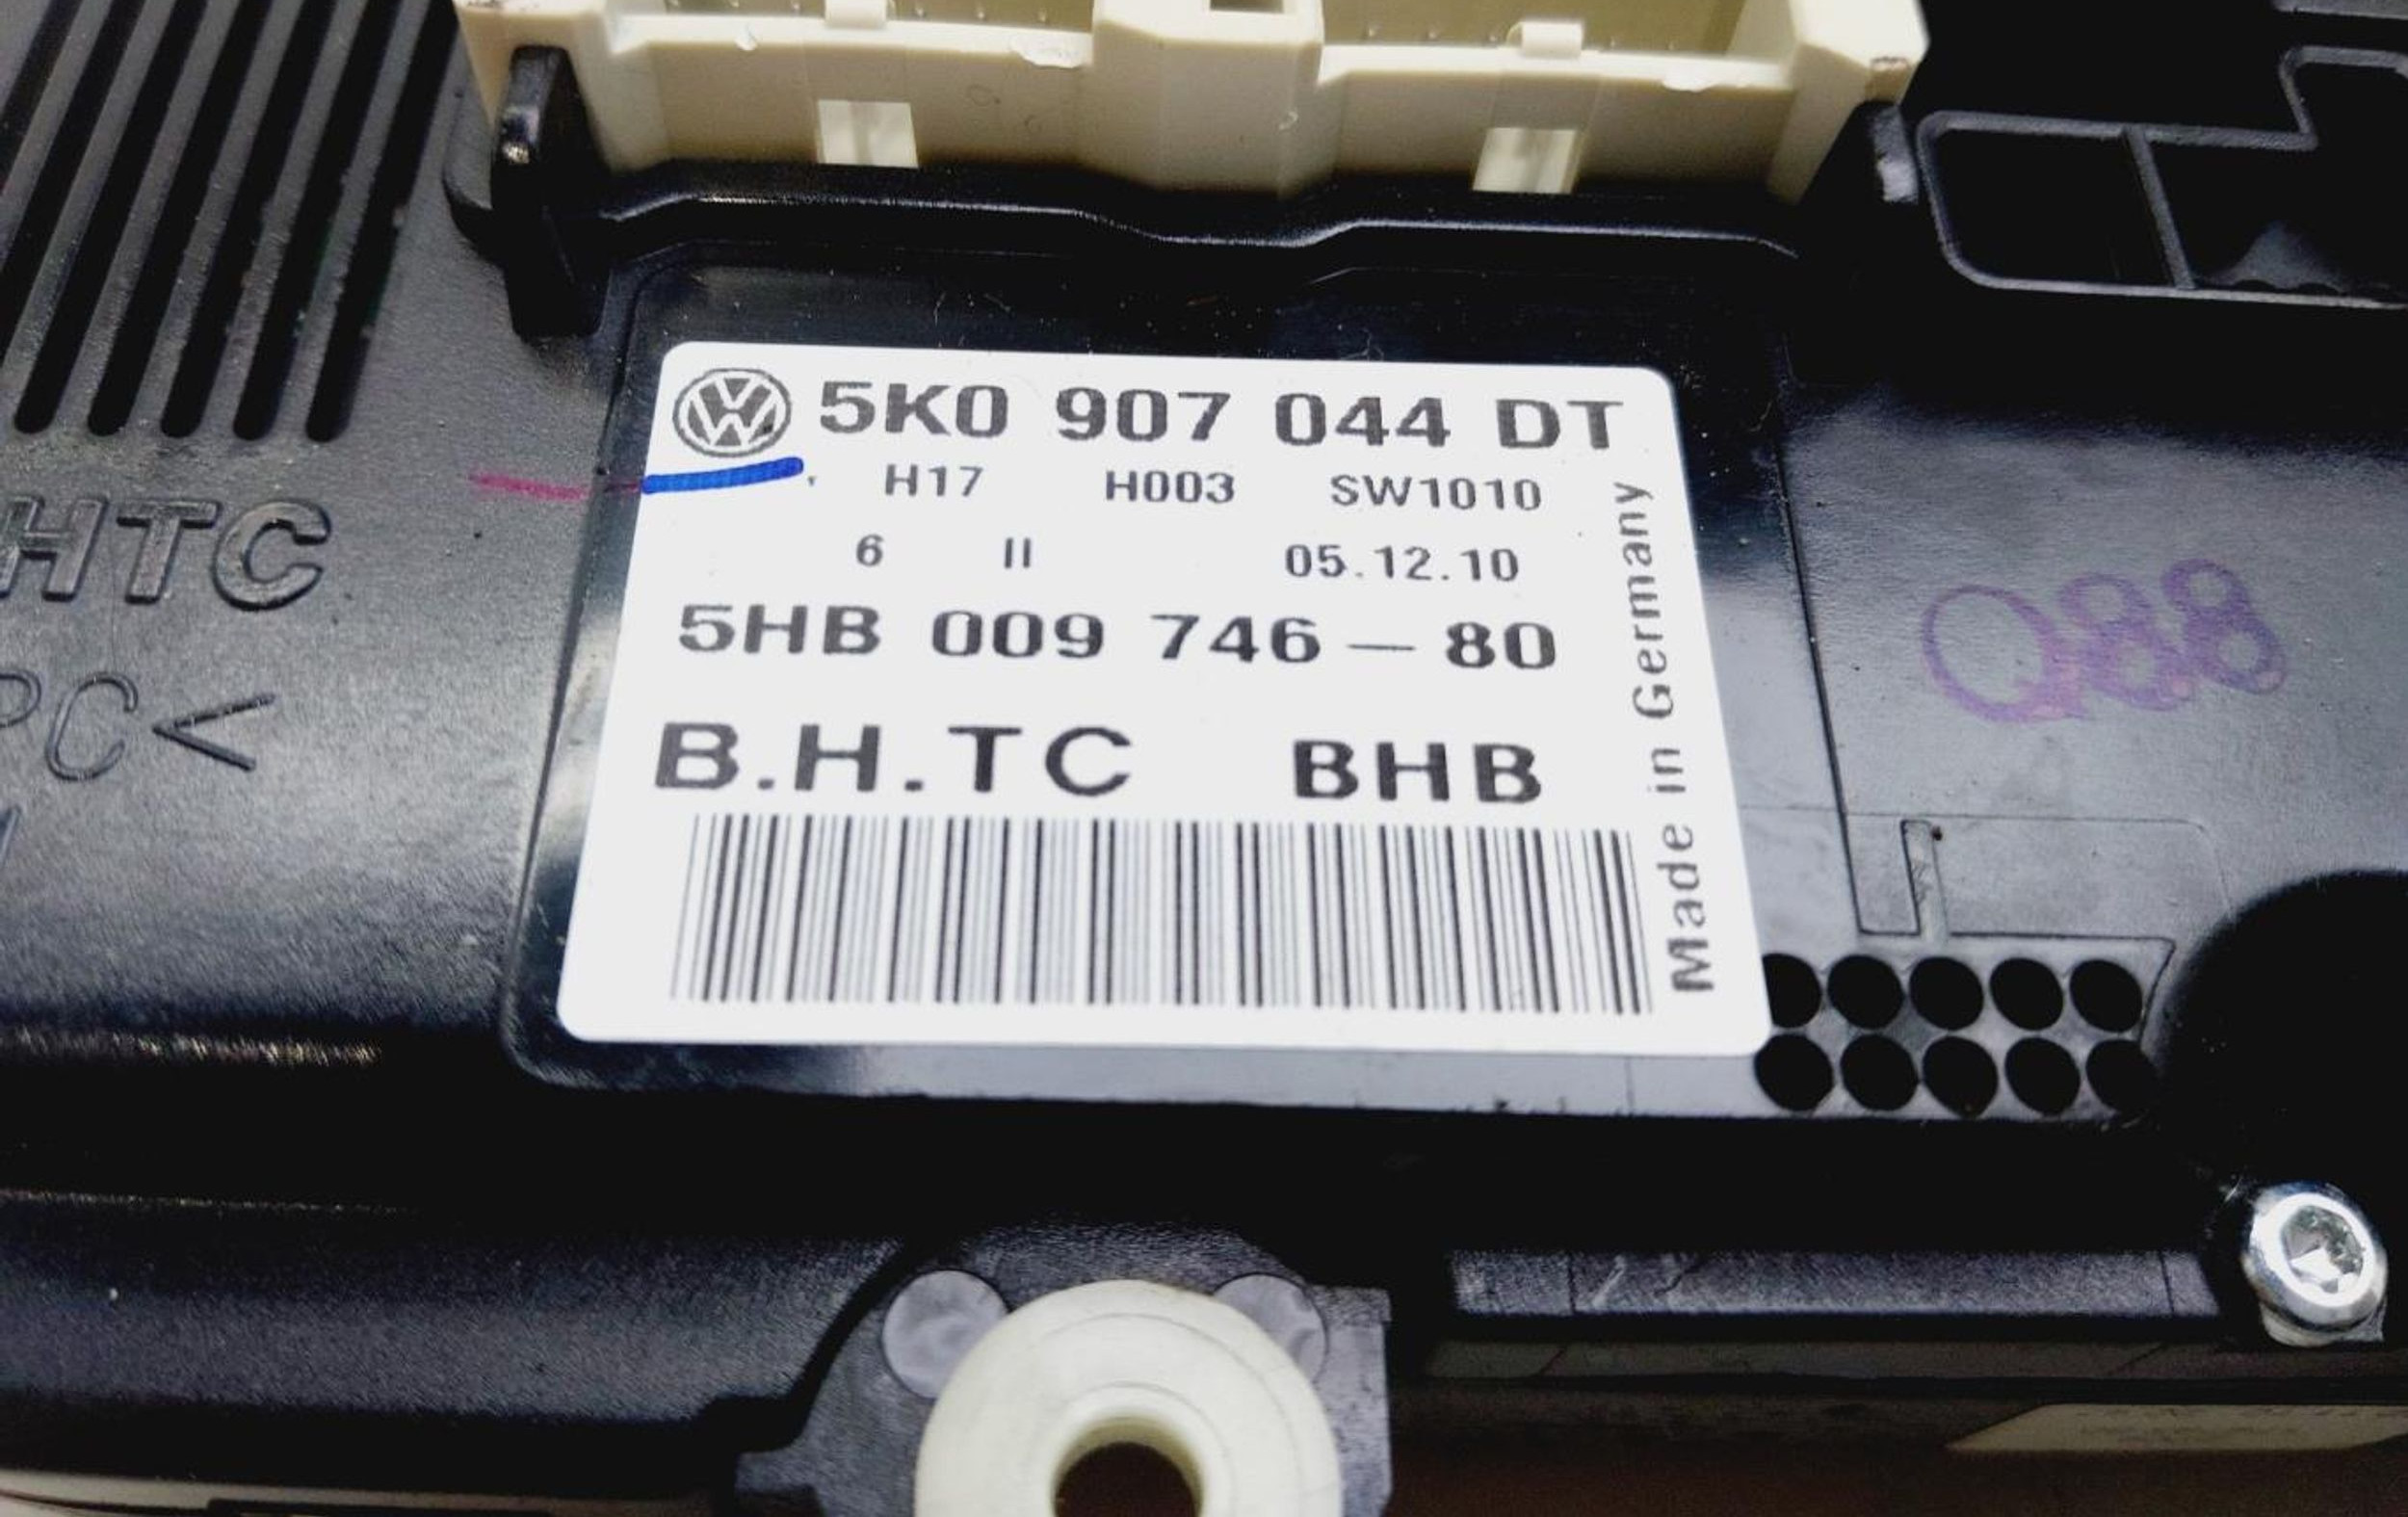 5K0 907 044 DT
H17 H003 SW1010
6 II 05.12.10
5HB 009 746 — 80
B.H.TC BHB
Made in Germany
HTC
PC<
Q88